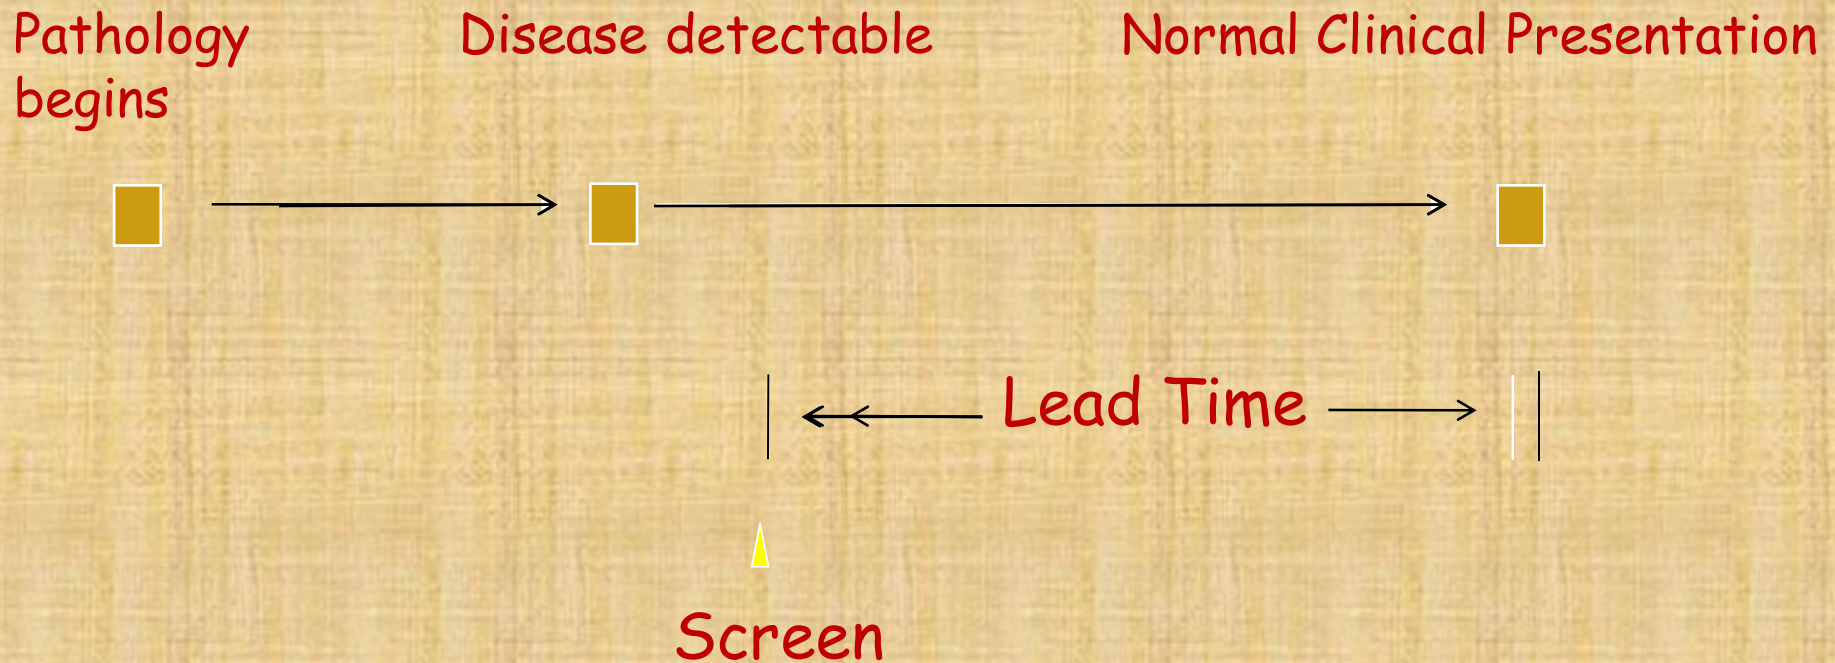 Pathology
begins
Disease detectable
Normal Clinical Presentation
Lead Time
Screen